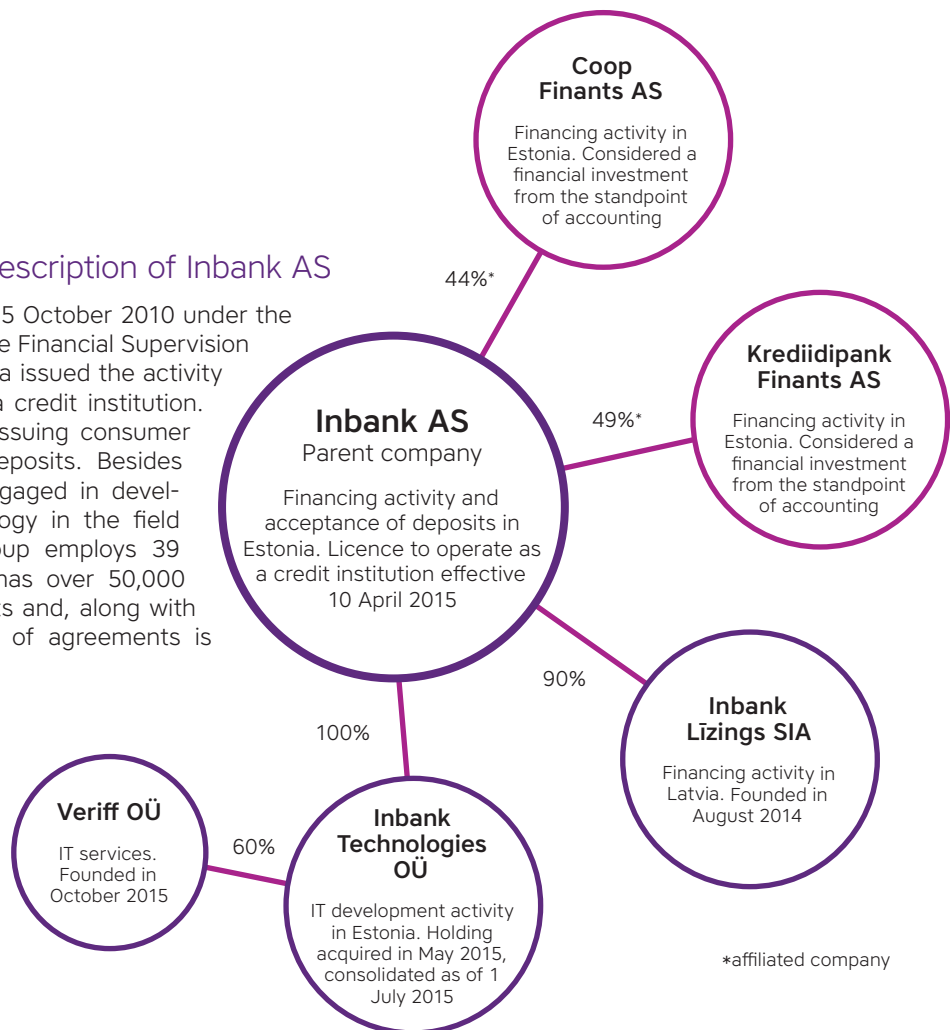 Coop
Finants AS
Financing activity in
Estonia. Considered a
financial investment
from the standpoint
of accounting
escription of Inbank AS
44%*
5 October 2010 under the
e Financial Supervision
a issued the activity
a credit institution.
ssuing consumer
eposits. Besides
gaged in devel-
ogy in the field
oup employs 39
has over 50,000
ts and, along with
of agreements is
Inbank AS
Parent company
Financing activity and
acceptance of deposits in
Estonia. Licence to operate as
a credit institution effective
10 April 2015
49%*
Krediidipank
Finants AS
Financing activity in
Estonia. Considered a
financial investment
from the standpoint
of accounting
90%
Inbank
Līzings SIA
Financing activity in
Latvia. Founded in
August 2014
100%
Veriff OÜ
IT services.
Founded in
October 2015
60%
Inbank
Technologies
OÜ
IT development activity
in Estonia. Holding
acquired in May 2015,
consolidated as of 1
July 2015
*affiliated company